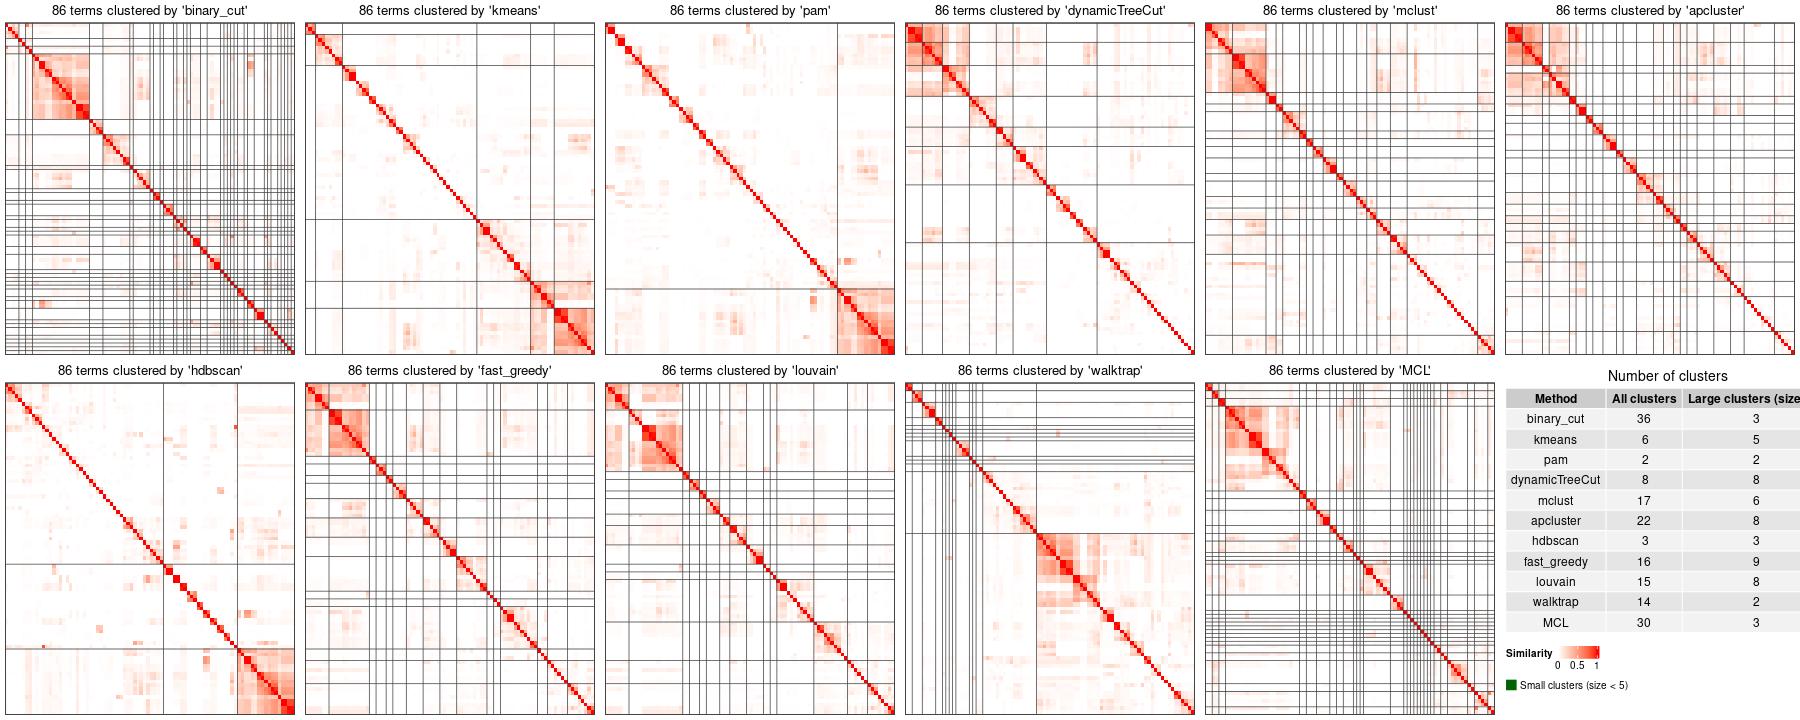 86 terms clustered by 'binary_cut'
86 terms clustered by 'kmeans'
86 terms clustered by 'pam'
86 terms clustered by 'dynamicTreeCut'
86 terms clustered by 'mclust'
86 terms clustered by 'apcluster'
86 terms clustered by 'hdbscan'
86 terms clustered by 'fast_greedy'
86 terms clustered by 'louvain'
86 terms clustered by 'walktrap'
86 terms clustered by 'MCL'
Number of clusters
Method All clusters Large clusters (size
binary_cut 36 3
kmeans 6 5
pam 2 2
dynamicTreeCut 8 8
mclust 17 6
apcluster 22 8
hdbscan 3 3
fast_greedy 16 9
louvain 15 8
walktrap 14 2
MCL 30 3
Similarity
0 0.5 1
Small clusters (size < 5)